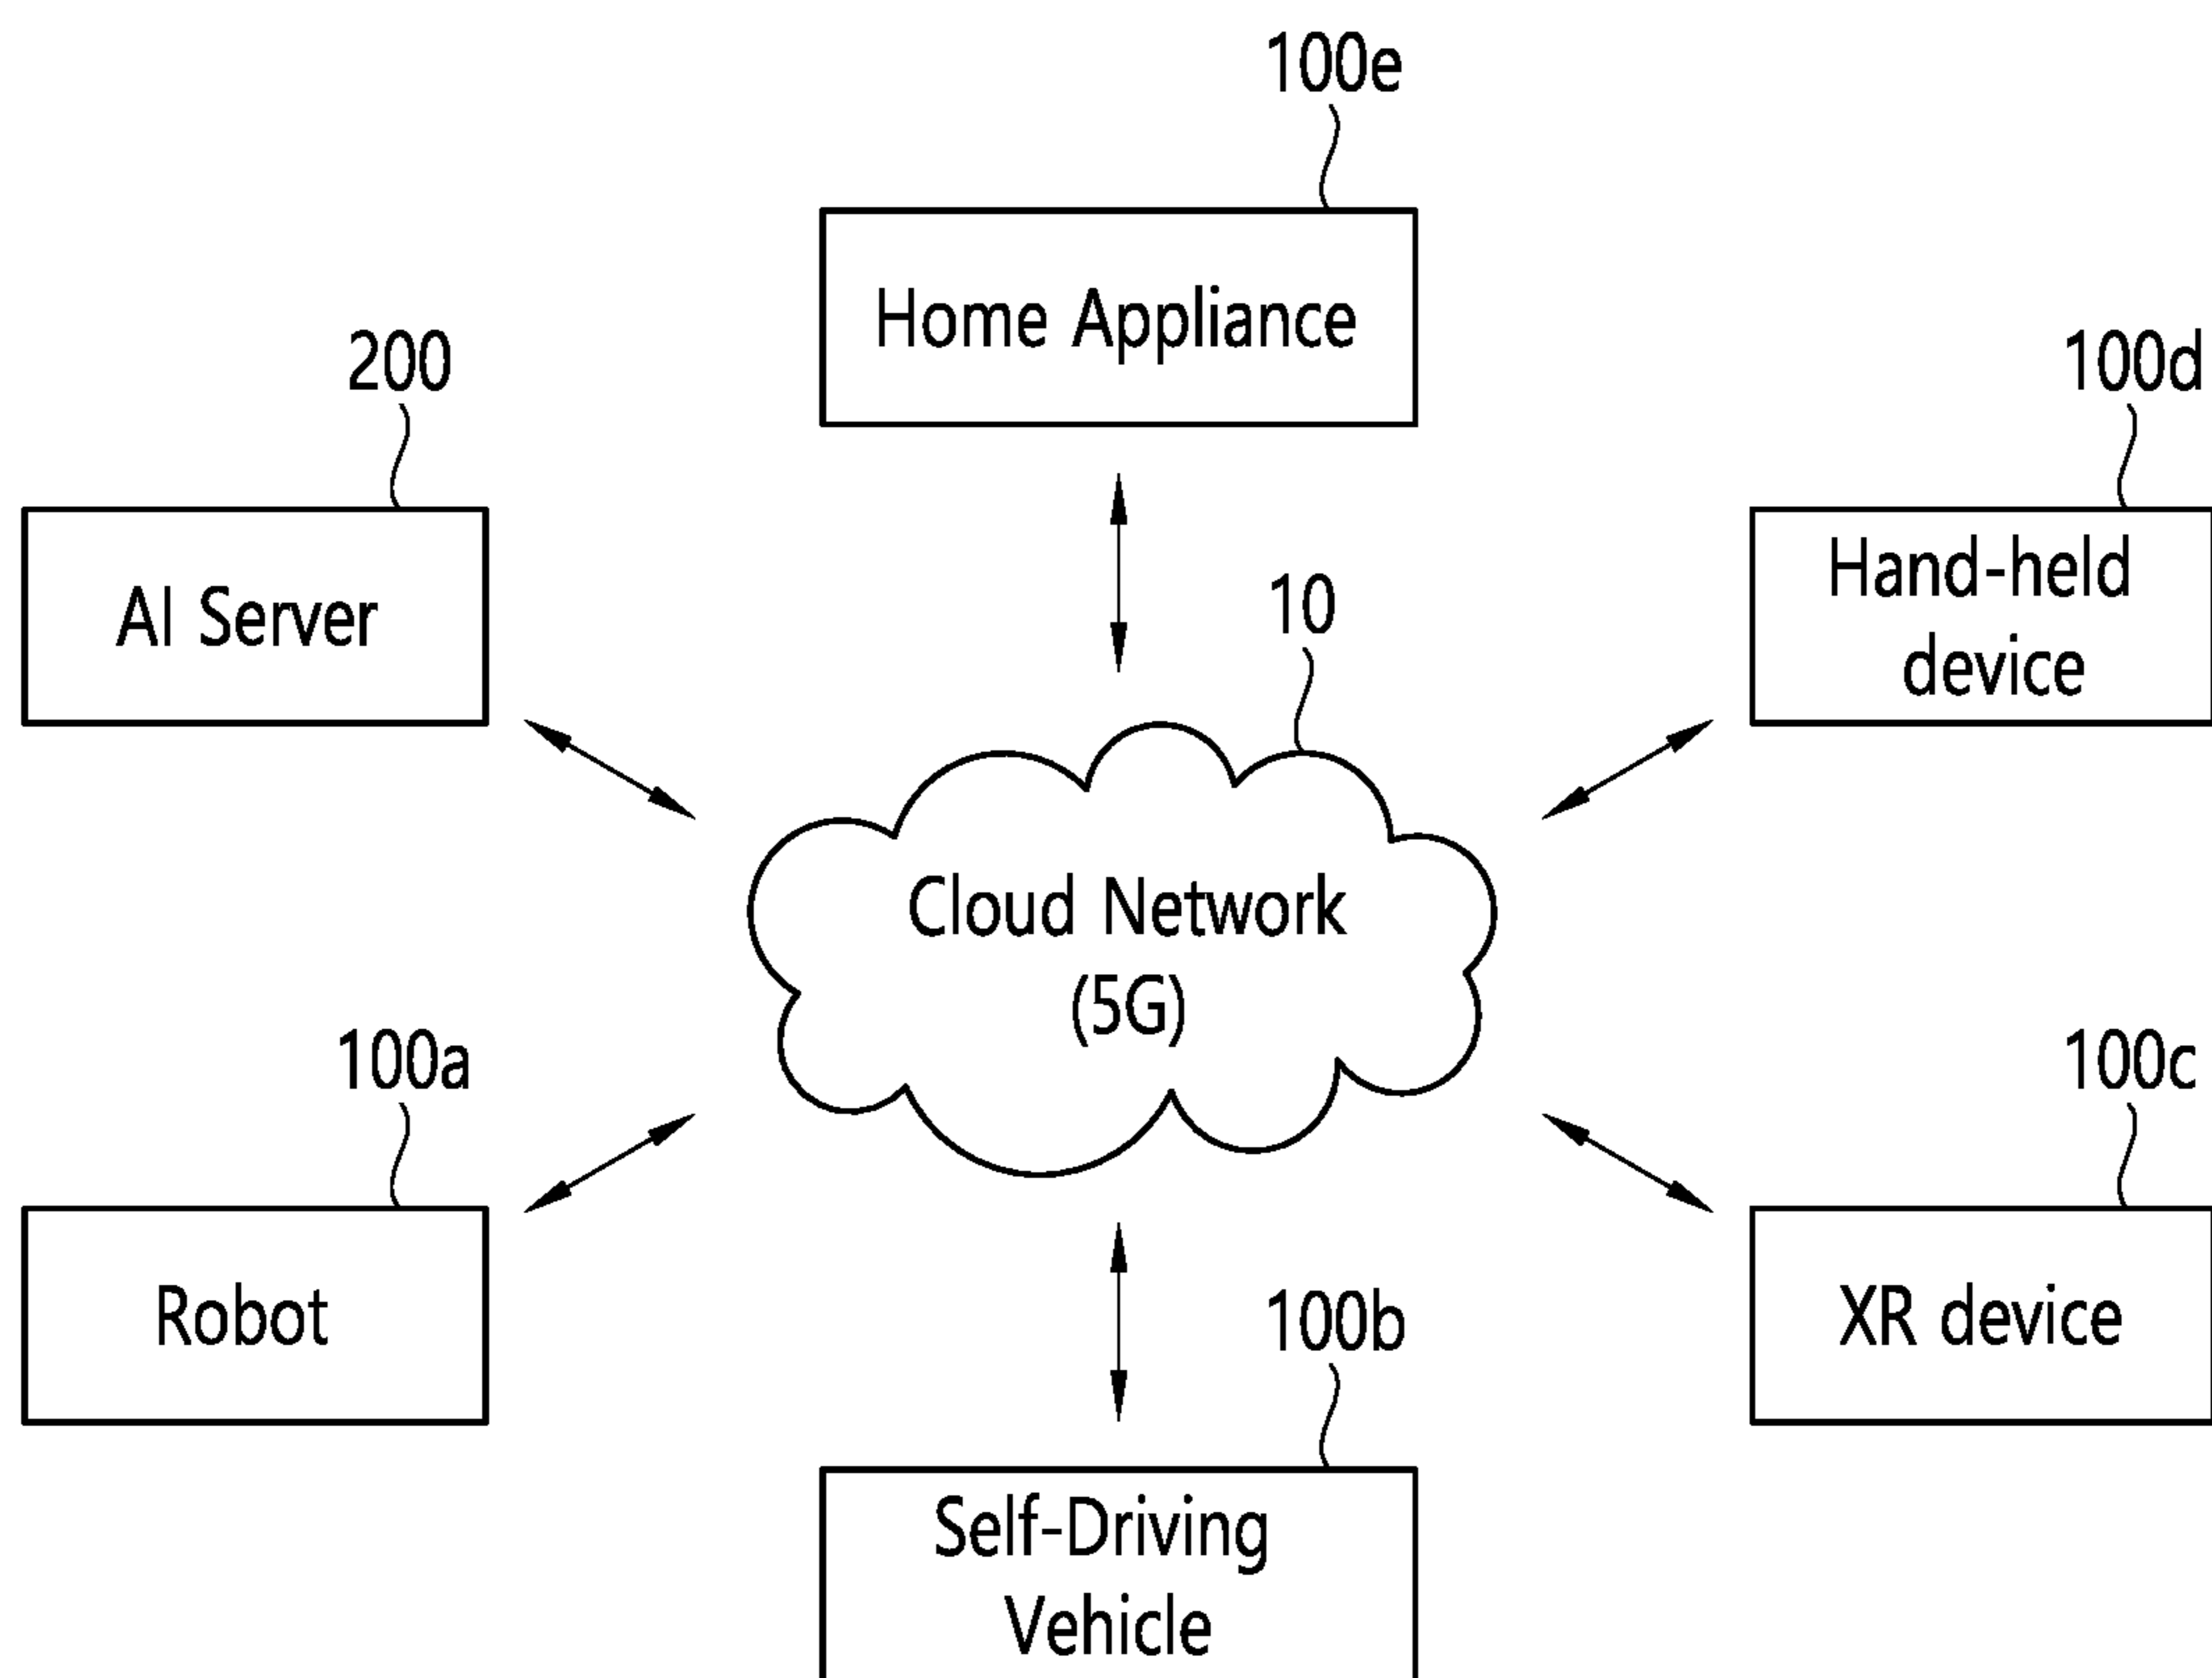 100e
Home Appliance
200
AI Server
100d
Hand-held
device
10
Cloud Network
(5G)
100a
Robot
100c
XR device
100b
Self-Driving
Vehicle